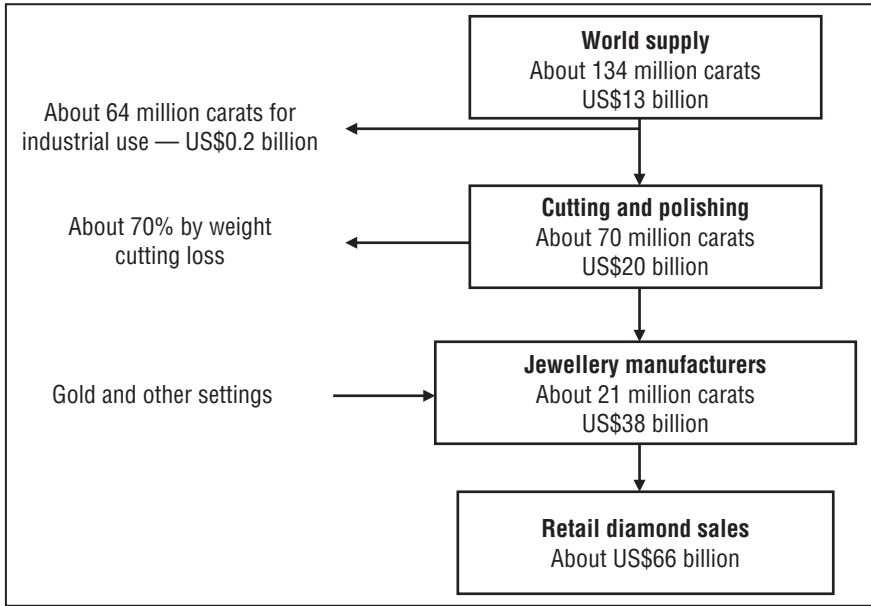 World supply
About 134 million carats
US$13 billion
About 64 million carats for
industrial use — US$0.2 billion
Cutting and polishing
About 70 million carats
US$20 billion
About 70% by weight
cutting loss
Jewellery manufacturers
About 21 million carats
US$38 billion
Gold and other settings
Retail diamond sales
About US$66 billion